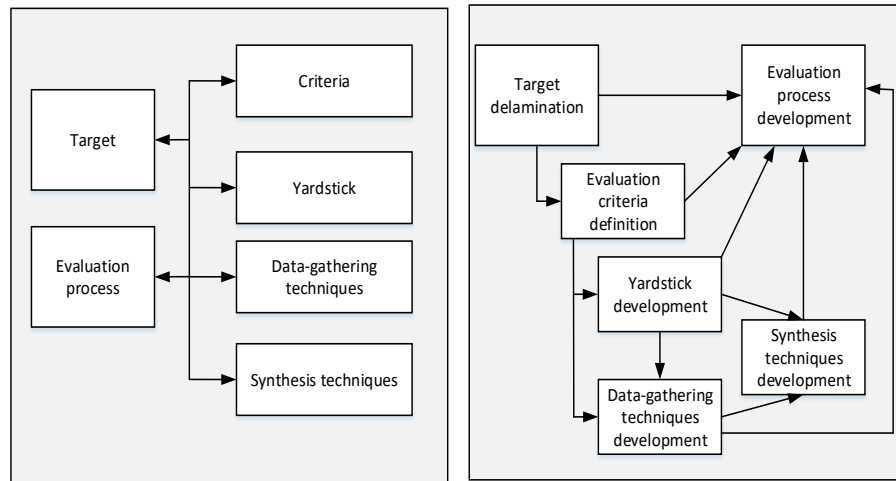 Target
Evaluation
process
Criteria
Yardstick
Data-gathering
techniques
Synthesis techniques
Target
delamination
Evaluation
process
development
Evaluation
criteria
definition
Yardstick
development
Synthesis
techniques
development
Data-gathering
techniques
development